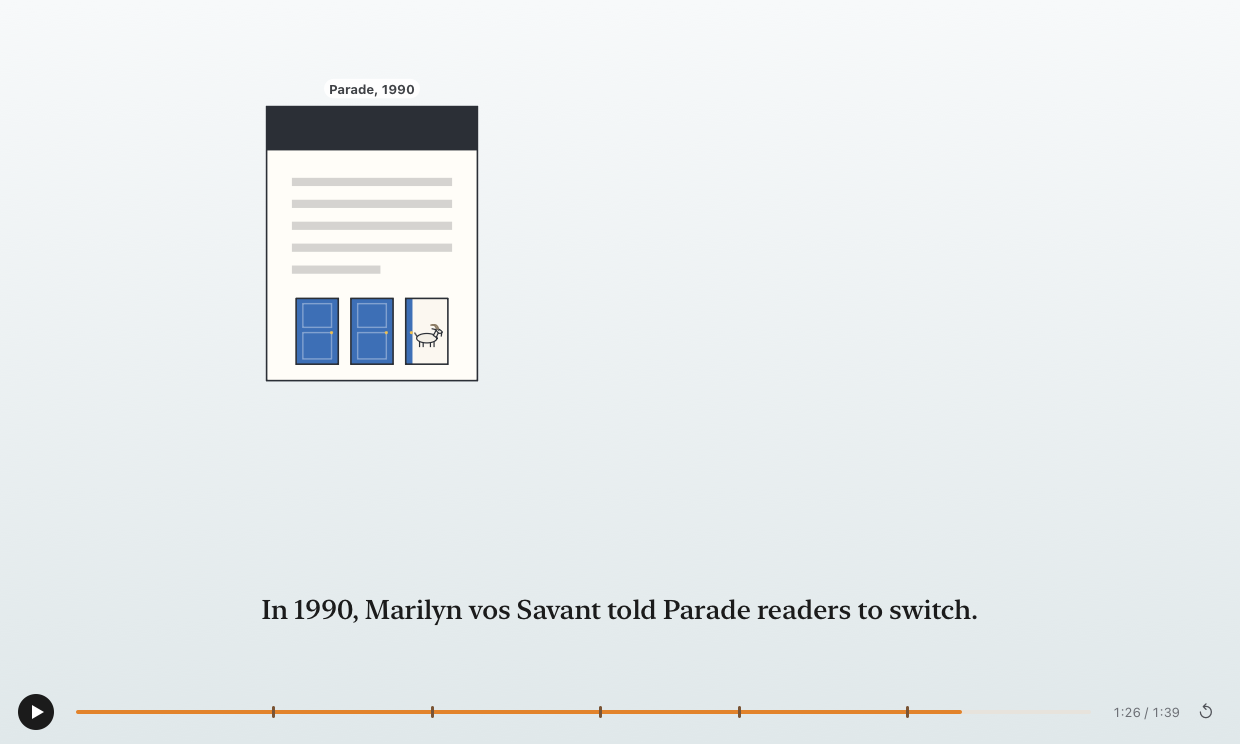 Parade, 1990
In 1990, Marilyn vos Savant told Parade readers to switch.
1:26 / 1:39